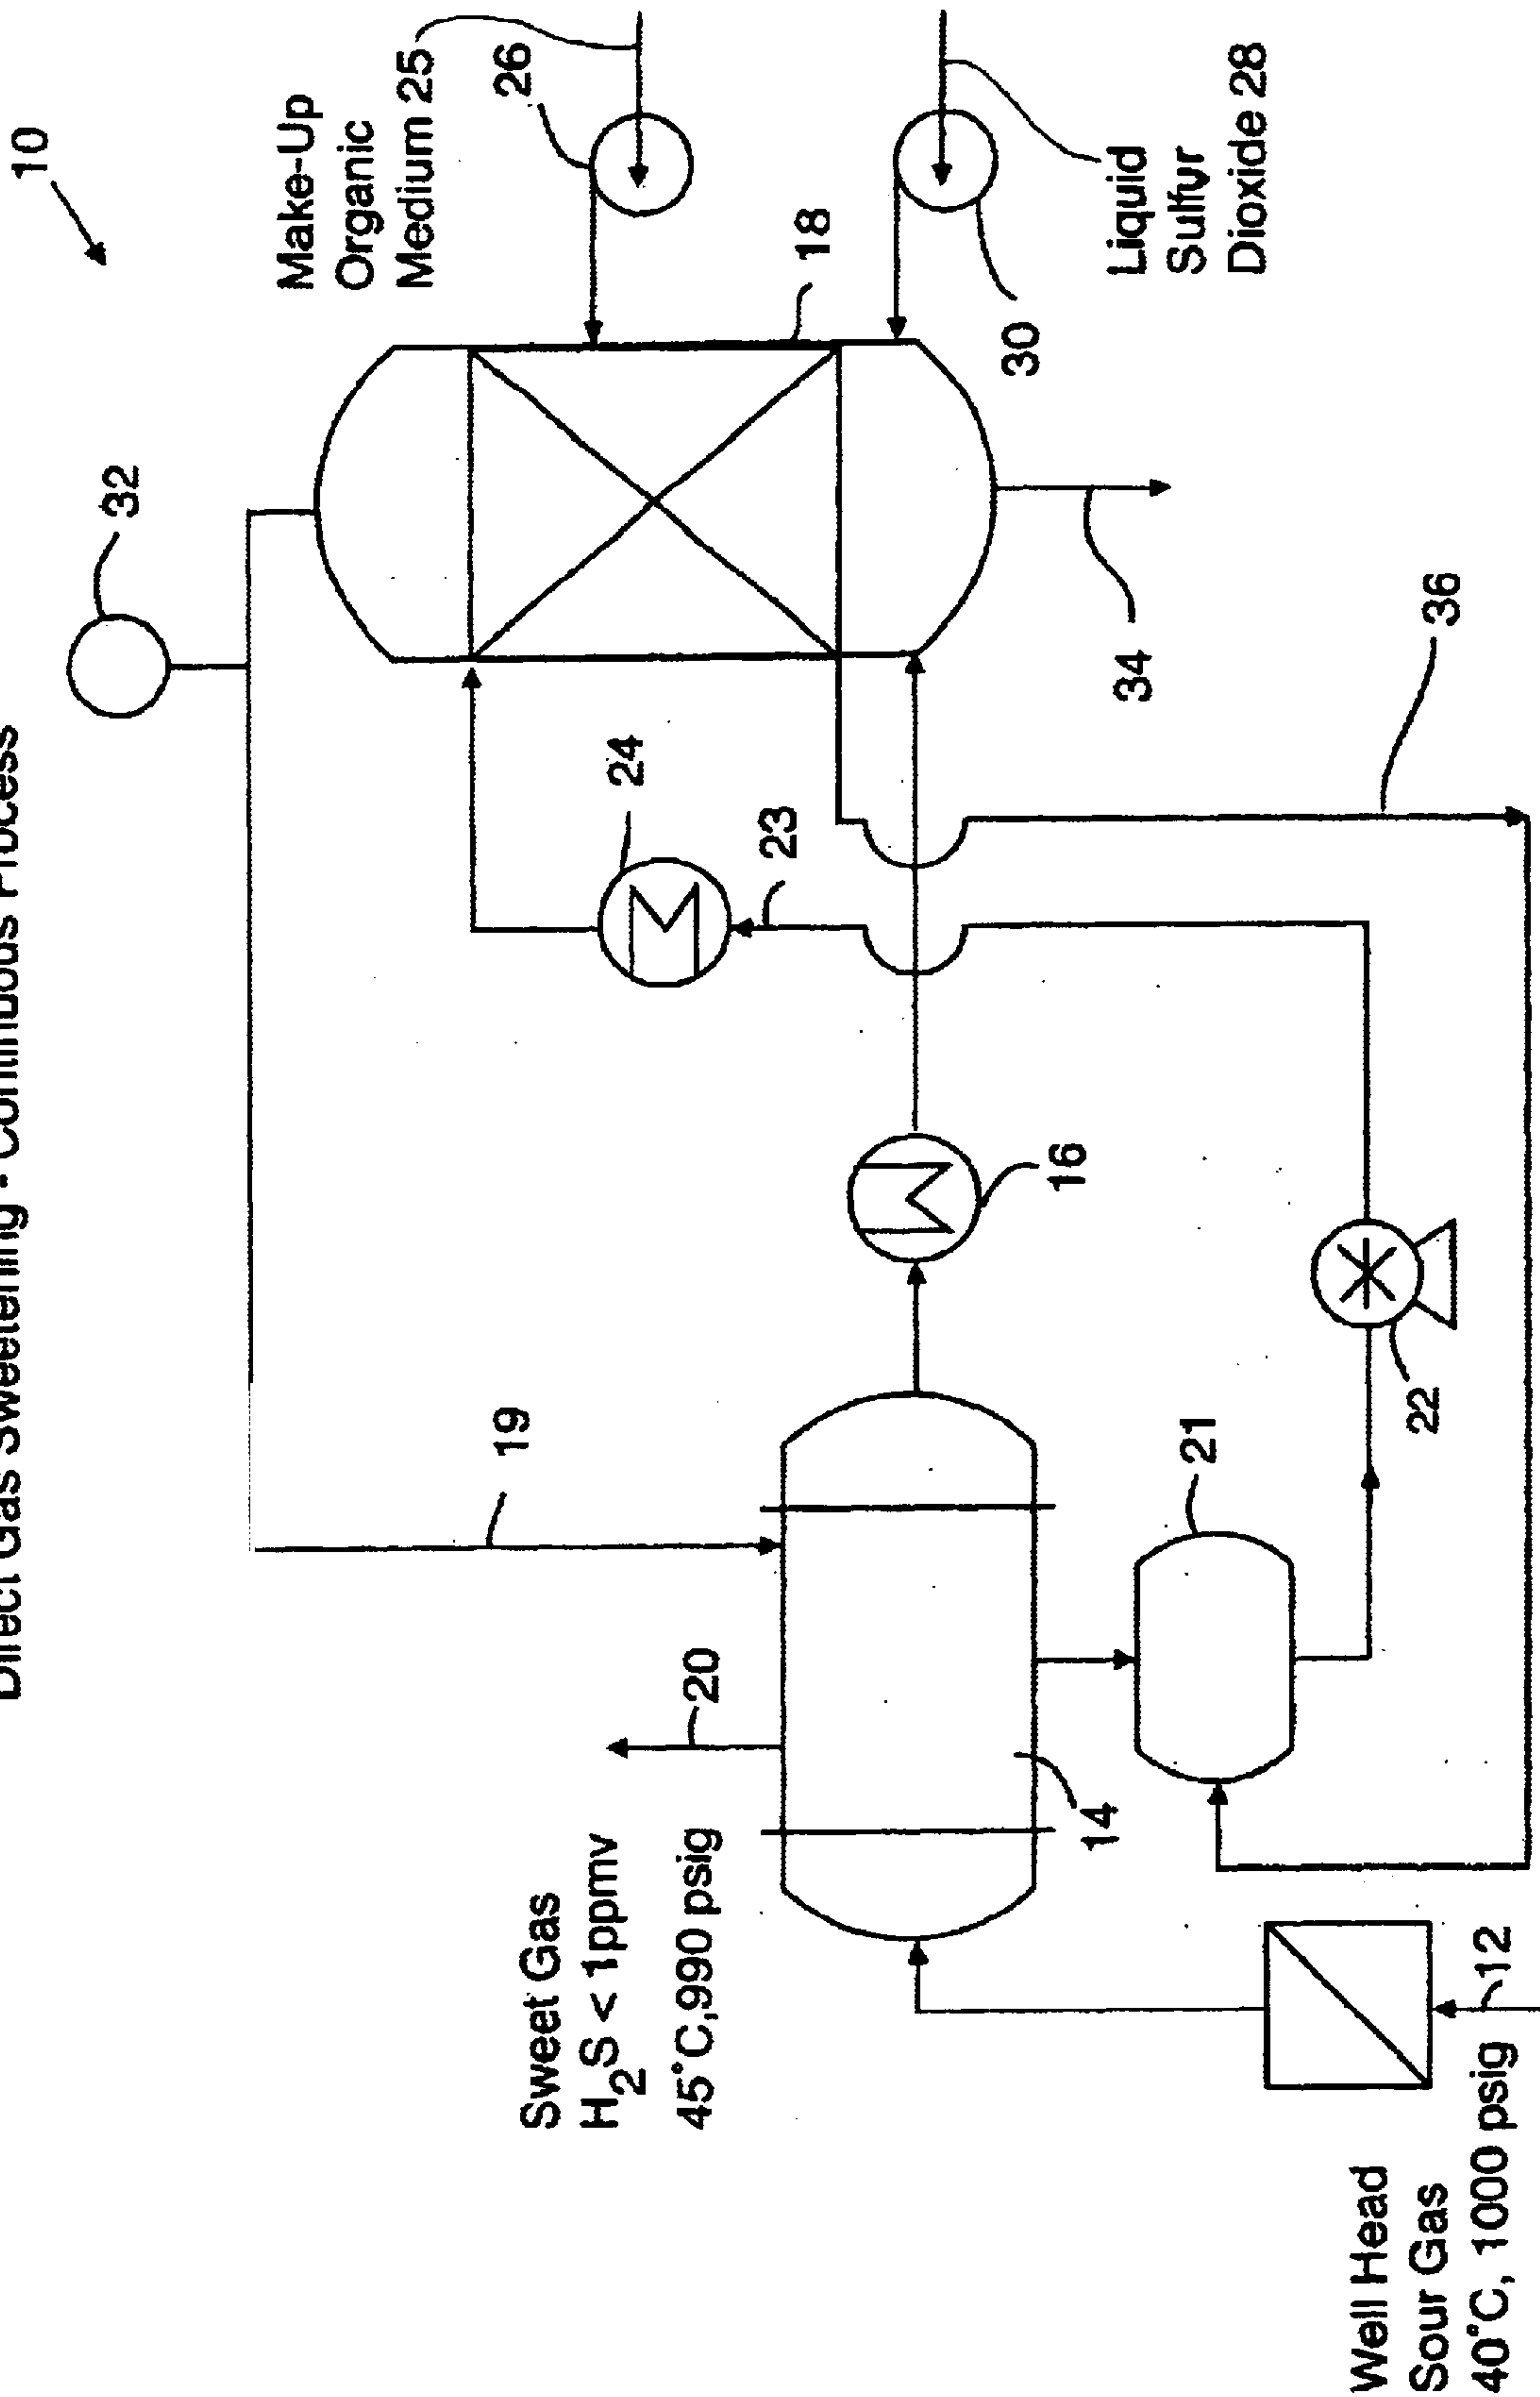 Direct Gas Sweetening - Continuous Process
10
32
Make-Up
Organic
Medium 25
26
18
Liquid
Sulfur
Dioxide 28
30
34
36
24
23
16
19
20
Sweet Gas
H2S < 1ppmv
45°C,990 psig
14
21
22
12
Well Head
Sour Gas
40°C, 1000 psig